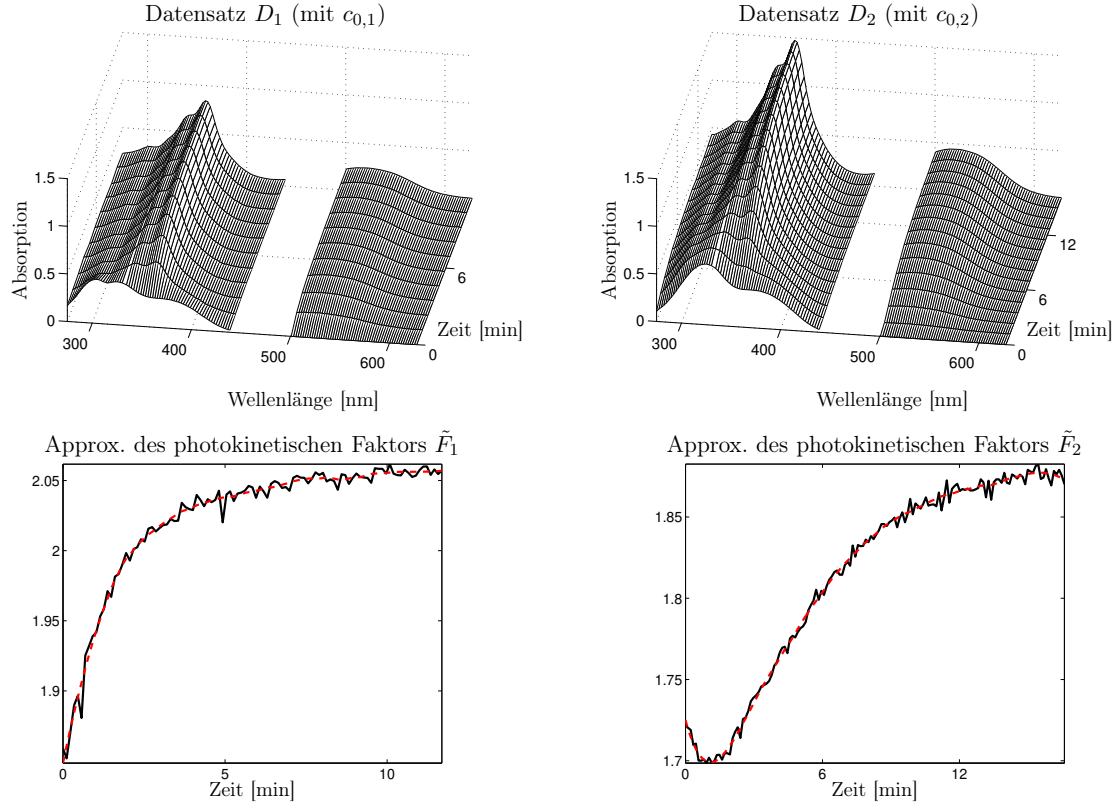 Datensatz D₁ (mit c₀,₁)
Datensatz D₂ (mit c₀,₂)
Absorption
1.5
1
0.5
0
300
400
500
600
0
6
Zeit [min]
Wellenlänge [nm]
Absorption
1.5
1
0.5
0
300
400
500
600
0
6
12
Zeit [min]
Wellenlänge [nm]
Approx. des photokinetischen Faktors F̃₁
2.05
2
1.95
1.9
0
5
10
Zeit [min]
Approx. des photokinetischen Faktors F̃₂
1.85
1.8
1.75
1.7
0
6
12
Zeit [min]